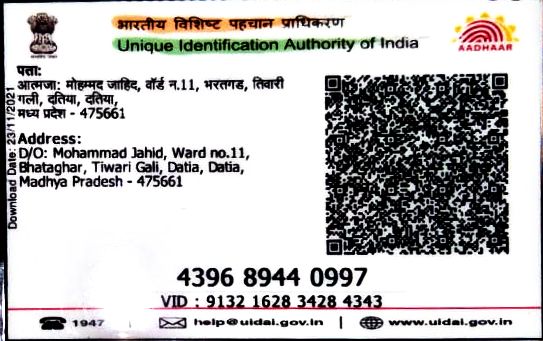 भारतीय विशिष्ट पहचान प्राधिकरण
Unique Identification Authority of India
AADHAAR
पता:
आत्मजा: मोहम्मद जाहिद, वॉर्ड न.11, भरतगड, तिवारी
गली, दतिया, दतिया,
मध्य प्रदेश - 475661
Address:
D/O: Mohammad Jahid, Ward no.11,
Bhataghar, Tiwari Gali, Datia, Datia,
Madhya Pradesh - 475661
Download Date: 23/11/2021
4396 8944 0997
VID : 9132 1628 3428 4343
1947 | help@uidai.gov.in | www.uidai.gov.in